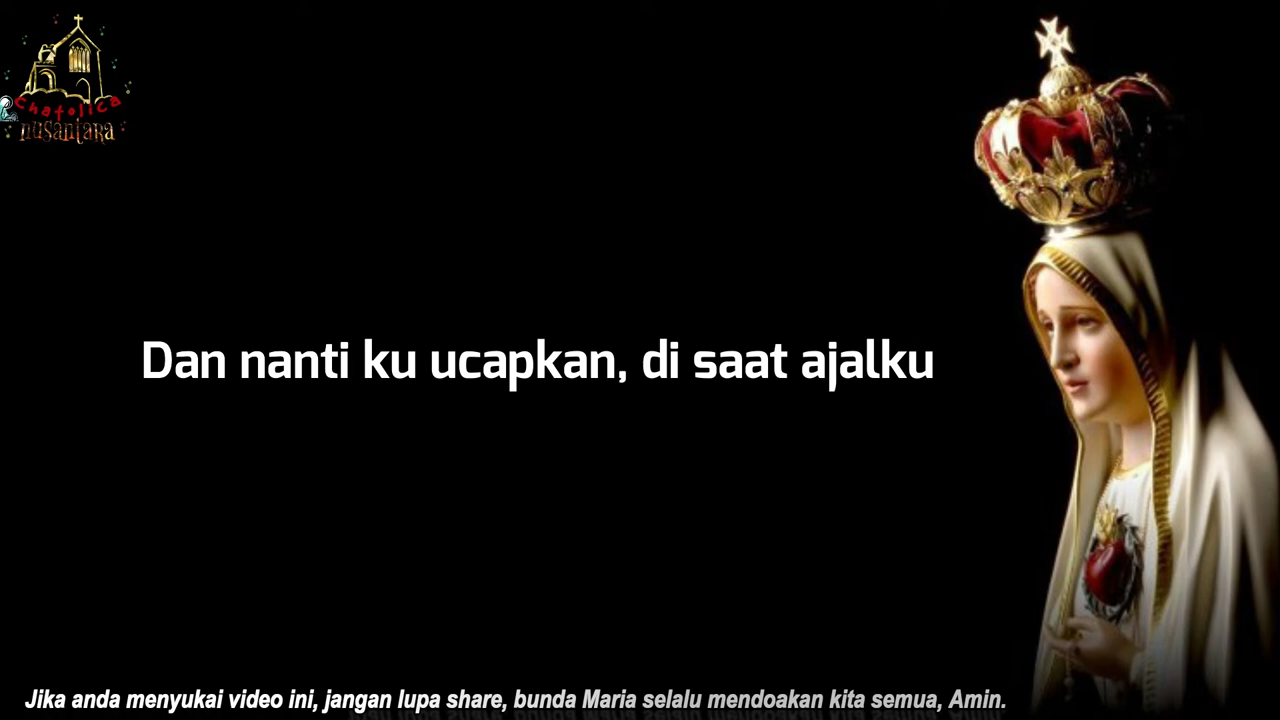 Chatolica
nusantara
Dan nanti ku ucapkan, di saat ajalku
Jika anda menyukai video ini, jangan lupa share, bunda Maria selalu mendoakan kita semua, Amin.